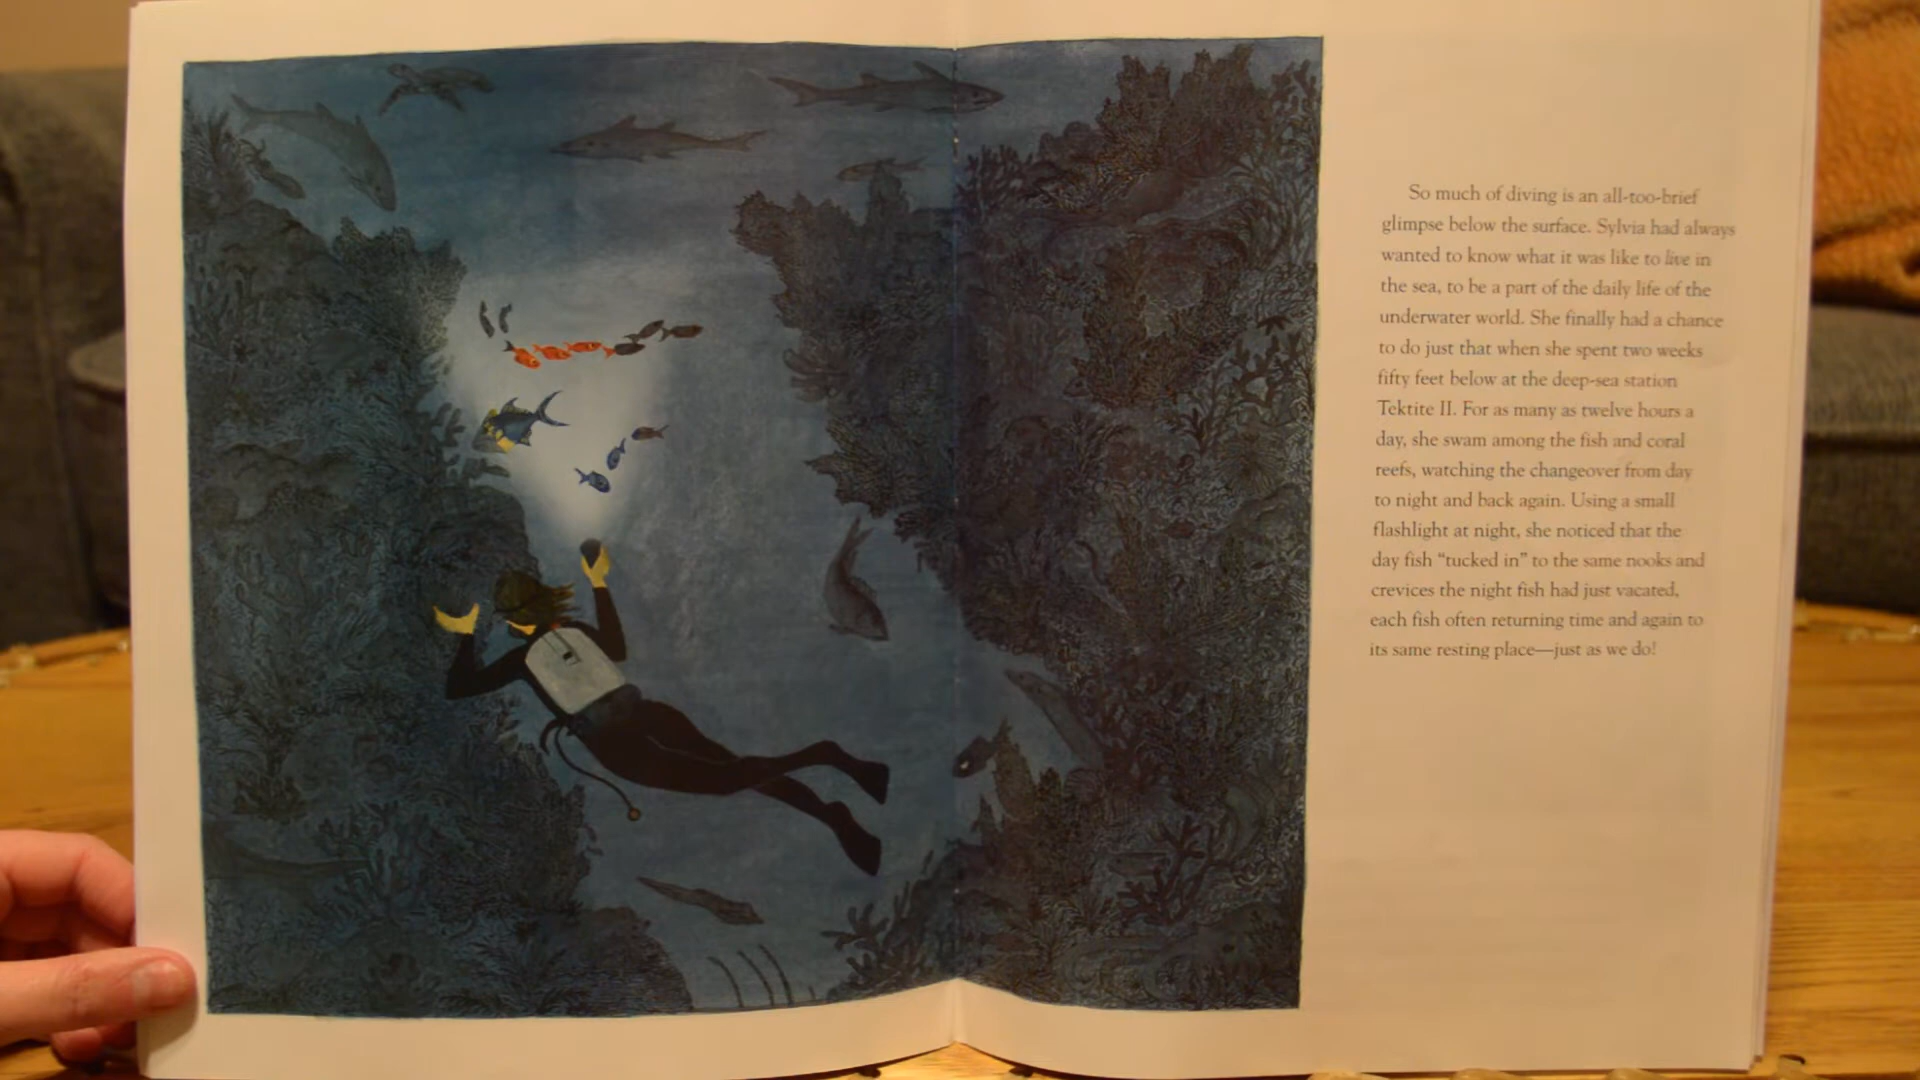 So much of diving is an all-too-brief
glimpse below the surface. Sylvia had always
wanted to know what it was like to live in
the sea, to be a part of the daily life of the
underwater world. She finally had a chance
to do just that when she spent two weeks
fifty feet below at the deep-sea station
Tektite II. For as many as twelve hours a
day, she swam among the fish and coral
reefs, watching the changeover from day
to night and back again. Using a small
flashlight at night, she noticed that the
day fish “tucked in” to the same nooks and
crevices the night fish had just vacated,
each fish often returning time and again to
its same resting place—just as we do!